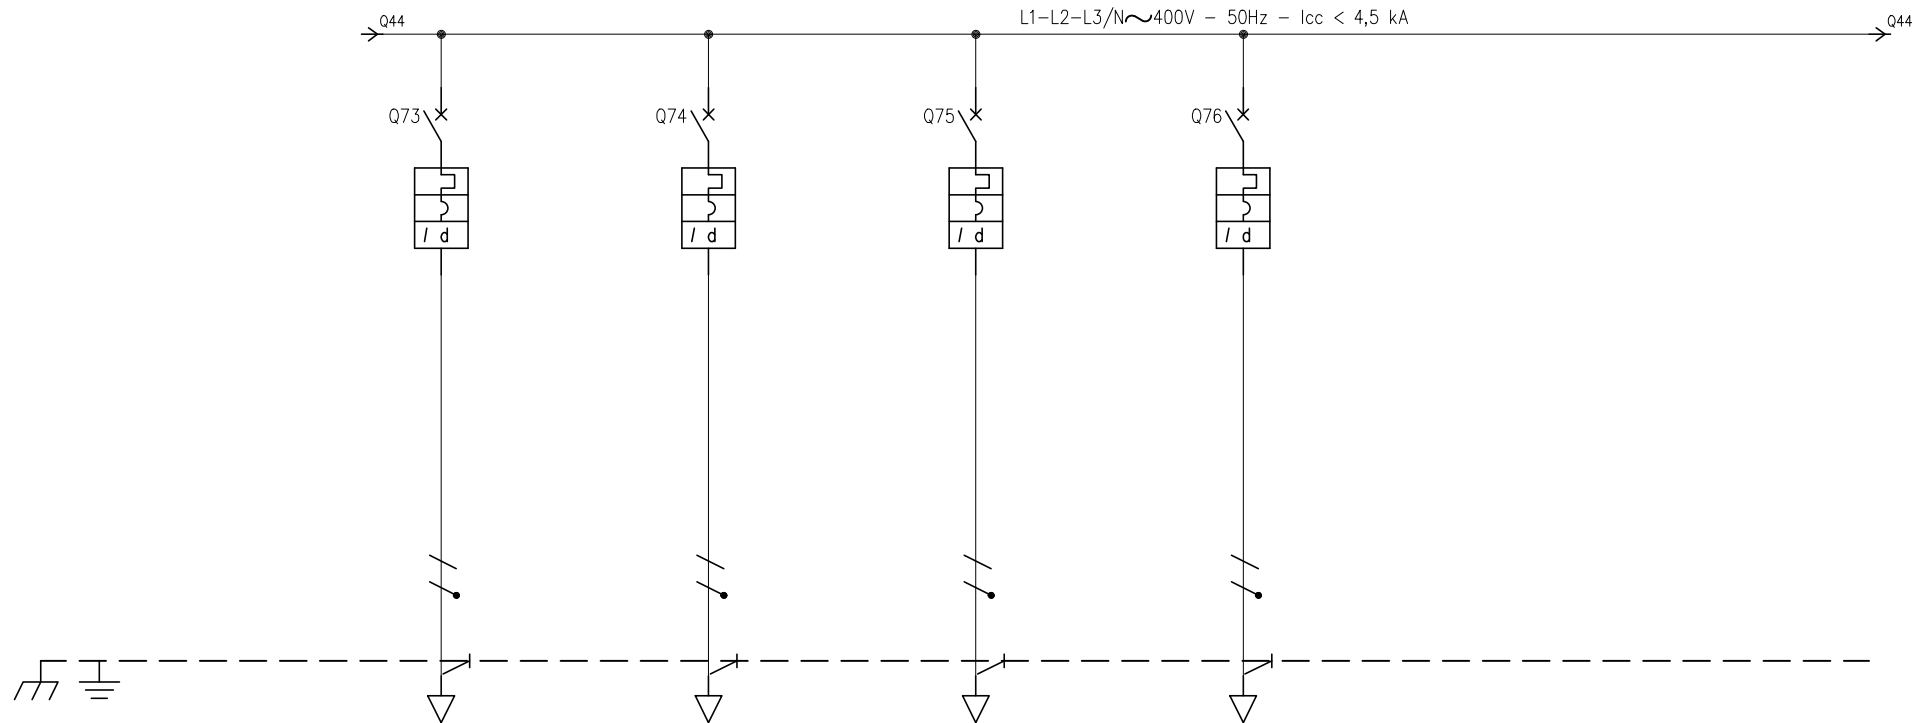 Q44
L1-L2-L3/N~400V - 50Hz - Icc < 4,5 kA
Q44
Q73
Q74
Q75
Q76
I d
I d
I d
I d